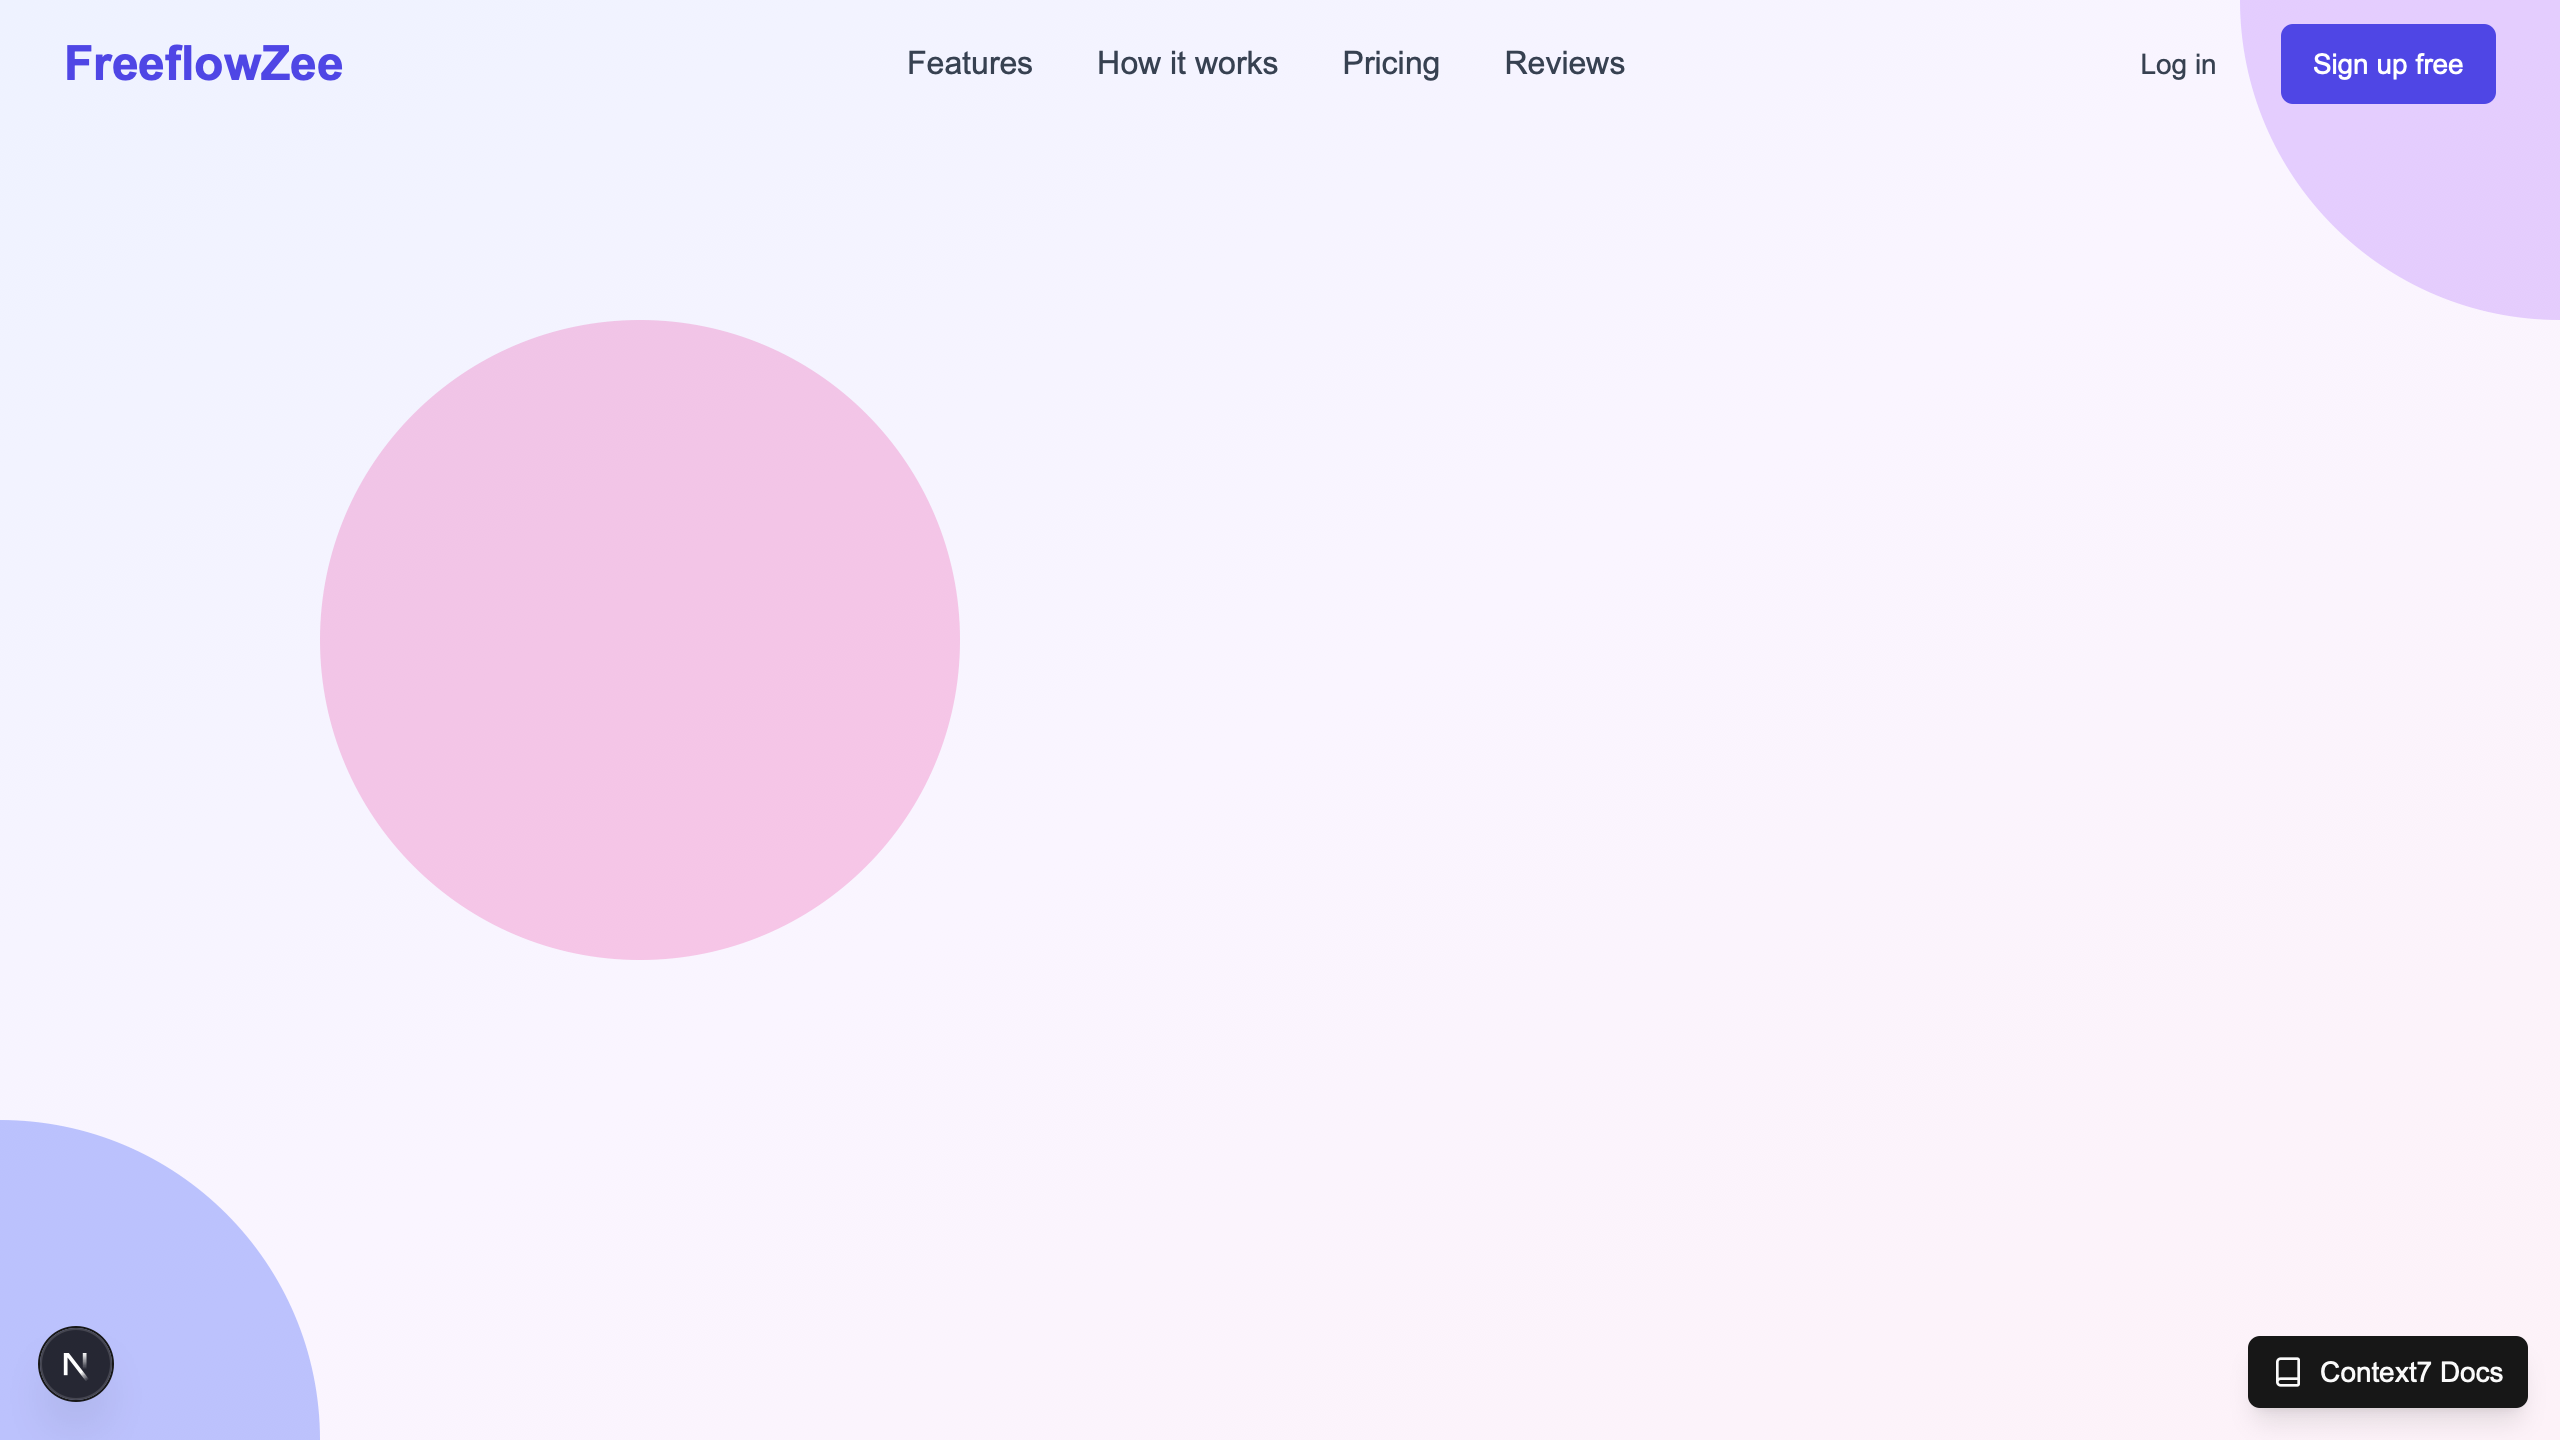 FreeflowZee
Features How it works Pricing Reviews
Log in Sign up free
N
Context7 Docs